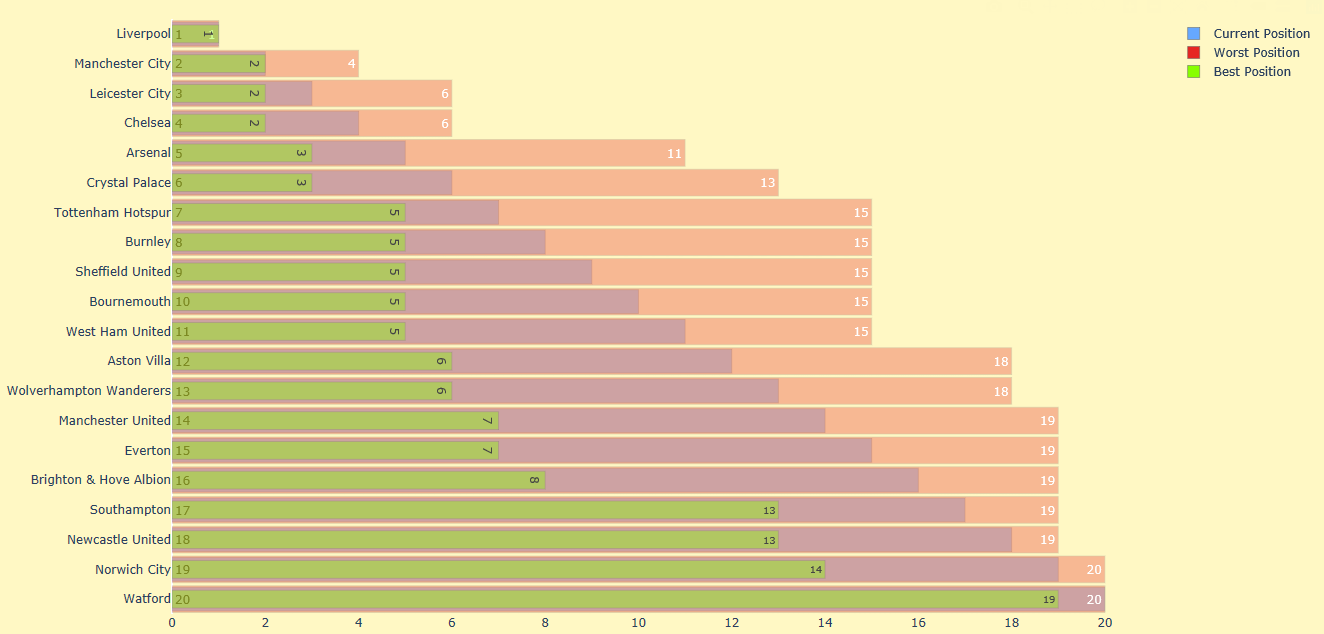 Liverpool 1 1 1
Manchester City 2 2 4
Leicester City 3 2 6
Chelsea 4 2 6
Arsenal 5 3 11
Crystal Palace 6 3 13
Tottenham Hotspur 7 5 15
Burnley 8 5 15
Sheffield United 9 5 15
Bournemouth 10 5 15
West Ham United 11 5 15
Aston Villa 12 6 18
Wolverhampton Wanderers 13 6 18
Manchester United 14 7 19
Everton 15 7 19
Brighton & Hove Albion 16 8 19
Southampton 17 13 19
Newcastle United 18 13 19
Norwich City 19 14 20
Watford 20 19 20
0 2 4 6 8 10 12 14 16 18 20
Current Position
Worst Position
Best Position